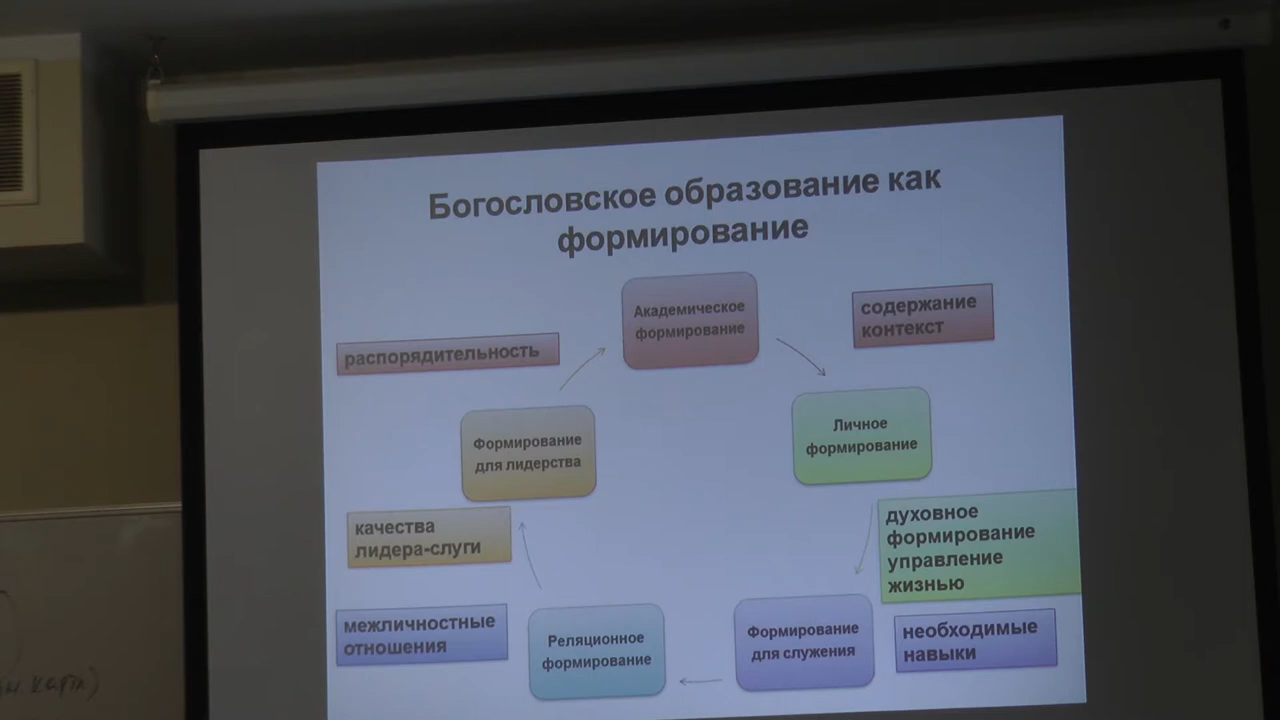 Богословское образование как
формирование
Академическое
формирование
содержание
контекст
распорядительность
Личное
формирование
Формирование
для лидерства
духовное
формирование
управление
жизнью
качества
лидера-слуги
межличностные
отношения
Реляционное
формирование
Формирование
для служения
необходимые
навыки